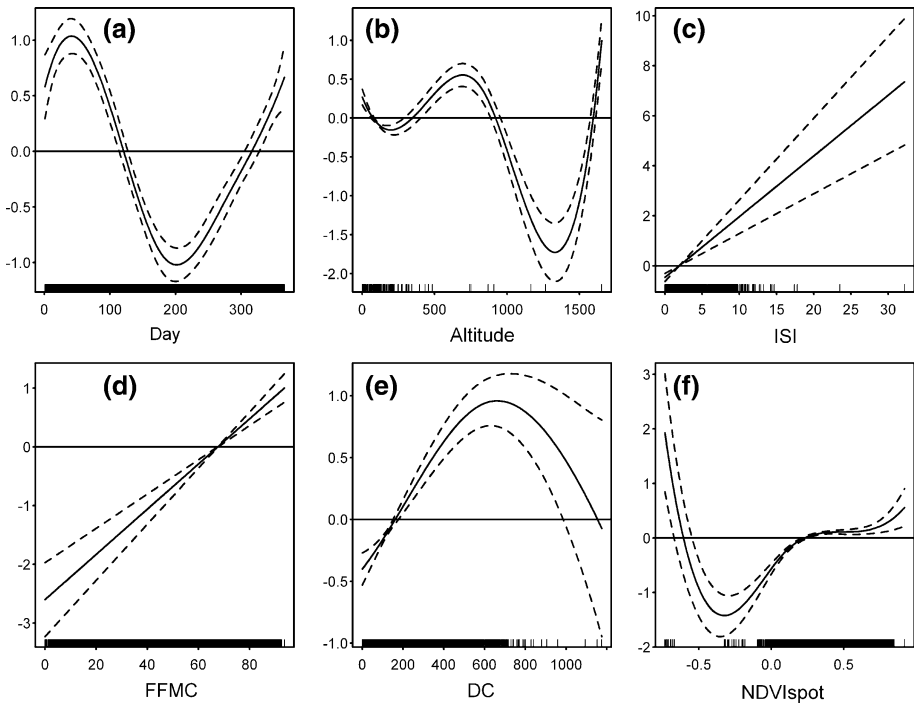 (a)
1.0
0.5
0.0
-0.5
-1.0
0 100 200 300
Day
(b)
1.0
0.5
0.0
-0.5
-1.0
-1.5
-2.0
0 500 1000 1500
Altitude
(c)
10
8
6
4
2
0
0 5 10 15 20 25 30
ISI
(d)
1
0
-1
-2
-3
0 20 40 60 80
FFMC
(e)
1.0
0.5
0.0
-0.5
-1.0
0 200 400 600 800 1000
DC
(f)
3
2
1
0
-1
-2
-0.5 0.0 0.5
NDVIspot